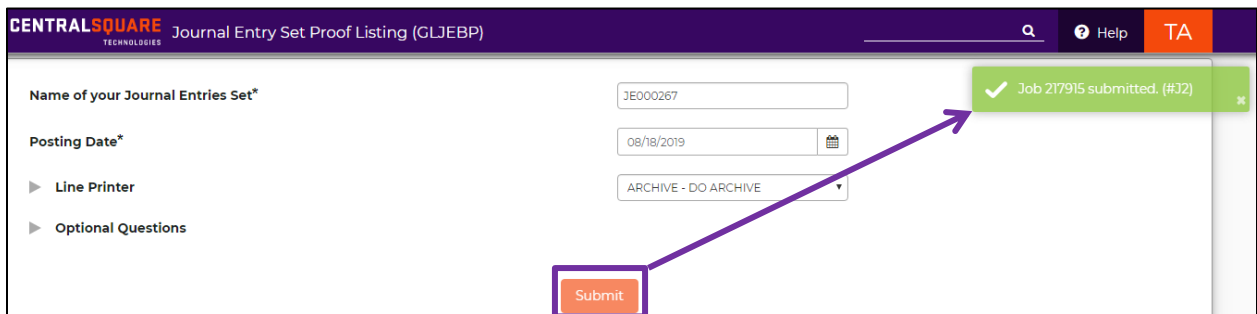 CENTRALSQUARE
TECHNOLOGIES
Journal Entry Set Proof Listing (GLJEBP)
? Help
TA
Job 217915 submitted. (#J2)
Name of your Journal Entries Set*
JE000267
Posting Date*
08/18/2019
Line Printer
ARCHIVE - DO ARCHIVE
Optional Questions
Submit